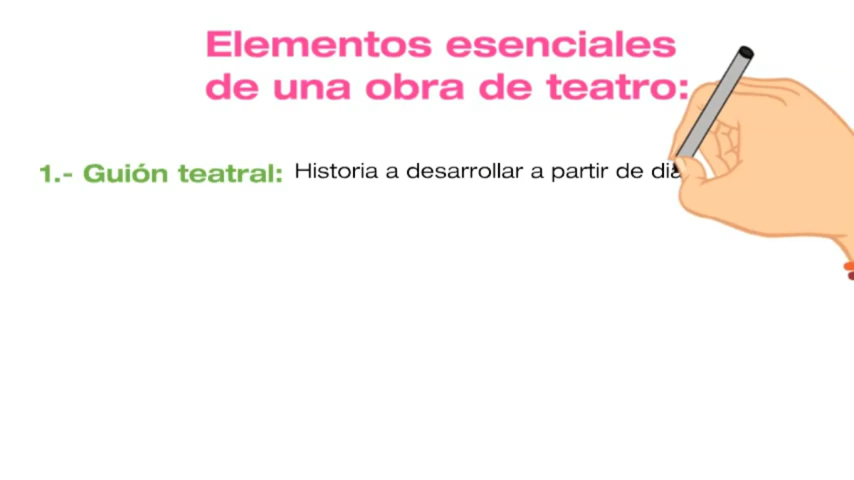 Elementos esenciales
de una obra de teatro:
1.- Guión teatral: Historia a desarrollar a partir de